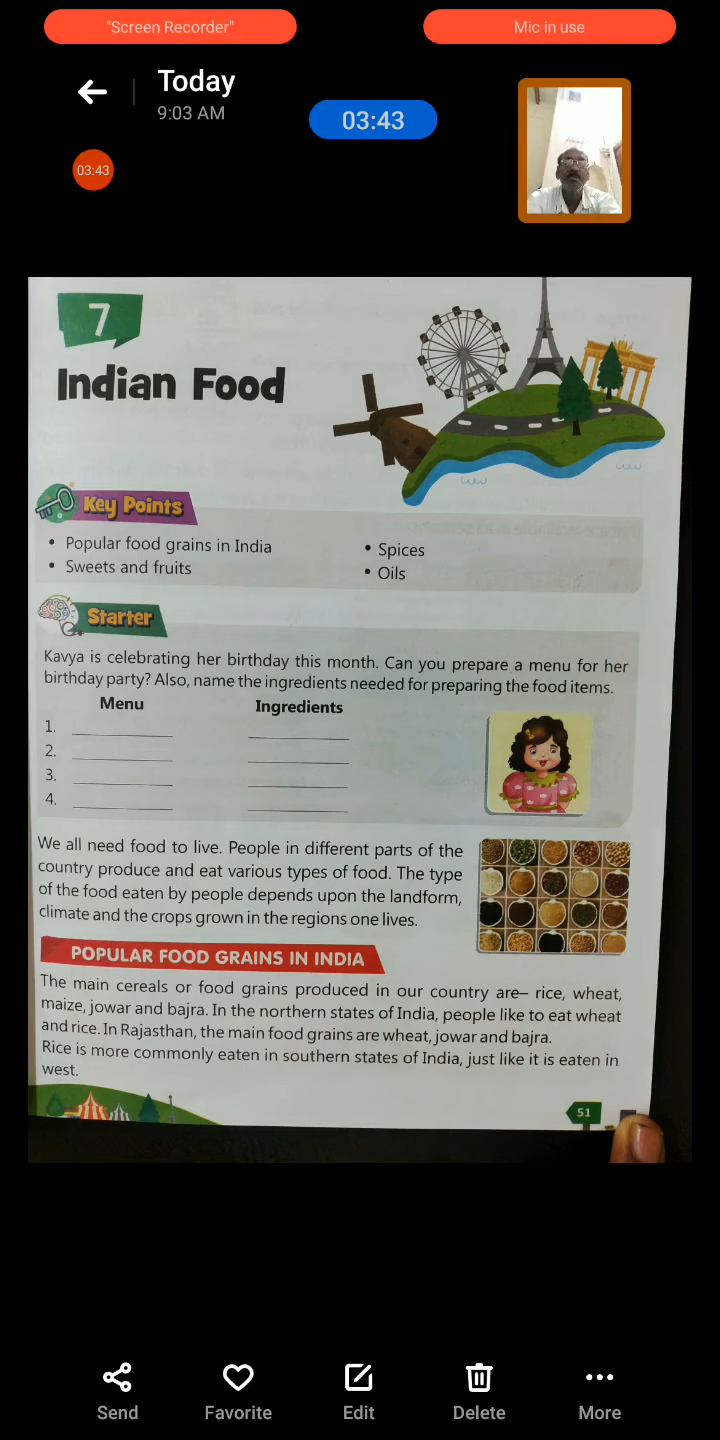 "Screen Recorder"
Mic in use
Today
9:03 AM
03:43
03:43
7
Indian Food
Key Points
• Popular food grains in India
• Sweets and fruits
• Spices
• Oils
Starter
Kavya is celebrating her birthday this month. Can you prepare a menu for her
birthday party? Also, name the ingredients needed for preparing the food items.
Menu
Ingredients
1.
2.
3.
4.
We all need food to live. People in different parts of the
country produce and eat various types of food. The type
of the food eaten by people depends upon the landform,
climate and the crops grown in the regions one lives.
POPULAR FOOD GRAINS IN INDIA
The main cereals or food grains produced in our country are– rice, wheat,
maize, jowar and bajra. In the northern states of India, people like to eat wheat
and rice. In Rajasthan, the main food grains are wheat, jowar and bajra.
Rice is more commonly eaten in southern states of India, just like it is eaten in
west.
51
Send
Favorite
Edit
Delete
More